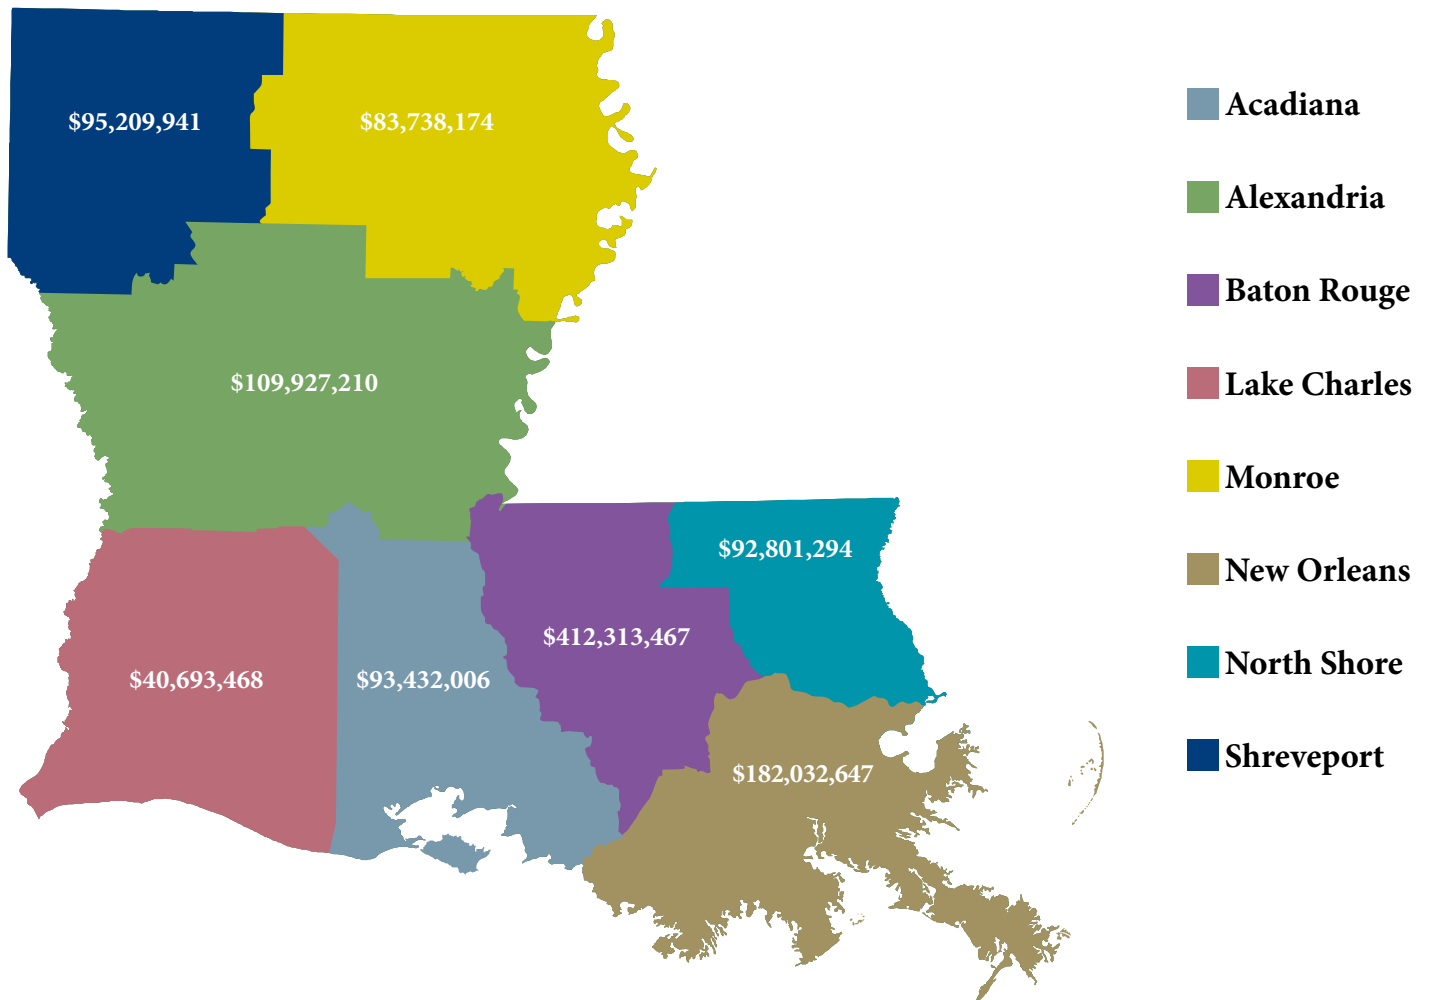 $95,209,941
$83,738,174
$109,927,210
$92,801,294
$412,313,467
$40,693,468
$93,432,006
$182,032,647
Acadiana
Alexandria
Baton Rouge
Lake Charles
Monroe
New Orleans
North Shore
Shreveport